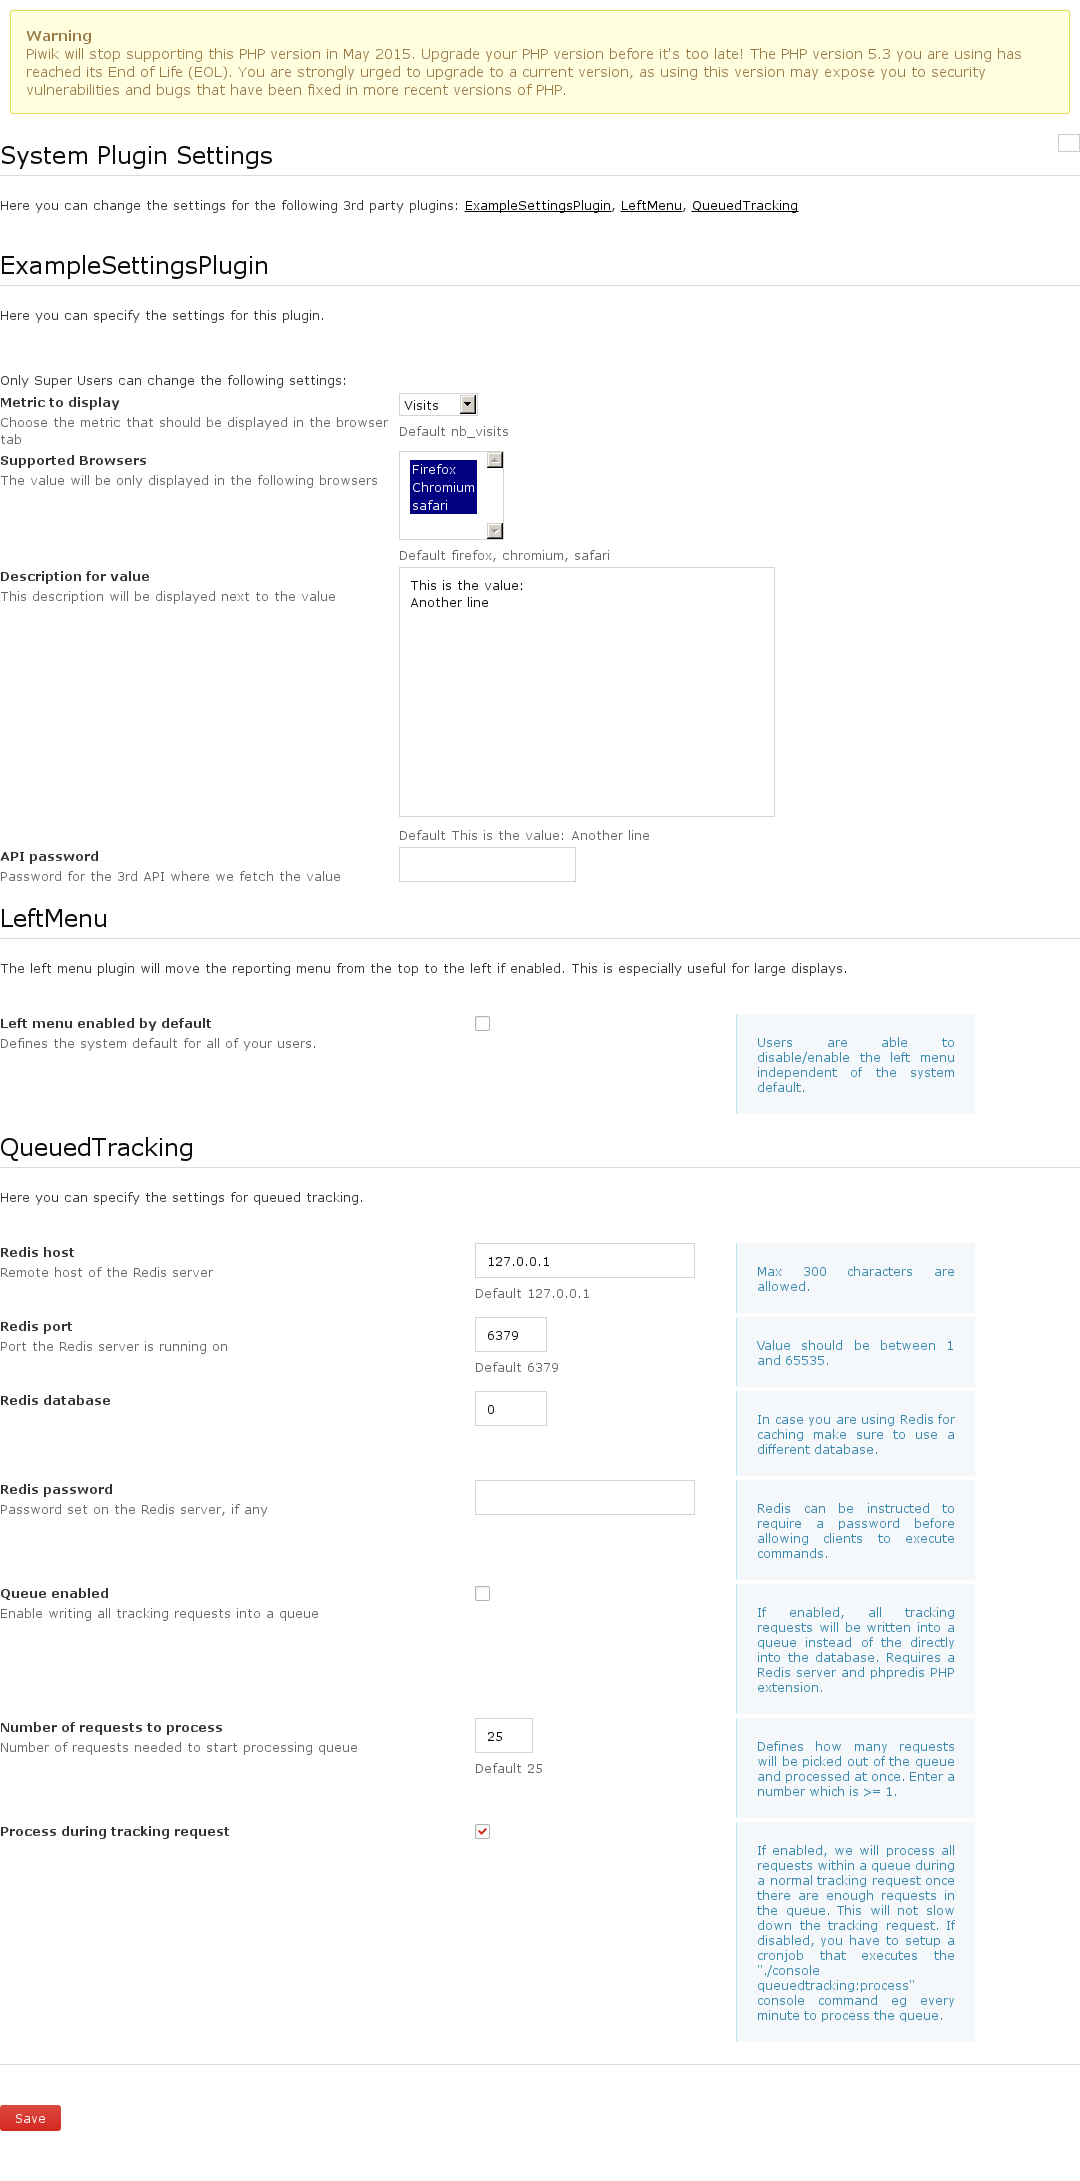 Warning
Piwik will stop supporting this PHP version in May 2015. Upgrade your PHP version before it's too late! The PHP version 5.3 you are using has
reached its End of Life (EOL). You are strongly urged to upgrade to a current version, as using this version may expose you to security
vulnerabilities and bugs that have been fixed in more recent versions of PHP.
System Plugin Settings
Here you can change the settings for the following 3rd party plugins: ExampleSettingsPlugin, LeftMenu, QueuedTracking
ExampleSettingsPlugin
Here you can specify the settings for this plugin.
Only Super Users can change the following settings:
Metric to display
Choose the metric that should be displayed in the browser
tab
Visits
Default nb_visits
Supported Browsers
The value will be only displayed in the following browsers
Firefox
Chromium
safari
Default firefox, chromium, safari
Description for value
This description will be displayed next to the value
This is the value:
Another line
Default This is the value: Another line
API password
Password for the 3rd API where we fetch the value
LeftMenu
The left menu plugin will move the reporting menu from the top to the left if enabled. This is especially useful for large displays.
Left menu enabled by default
Defines the system default for all of your users.
Users are able to
disable/enable the left menu
independent of the system
default.
QueuedTracking
Here you can specify the settings for queued tracking.
Redis host
Remote host of the Redis server
127.0.0.1
Default 127.0.0.1
Max 300 characters are
allowed.
Redis port
Port the Redis server is running on
6379
Default 6379
Value should be between 1
and 65535.
Redis database
0
In case you are using Redis for
caching make sure to use a
different database.
Redis password
Password set on the Redis server, if any
Redis can be instructed to
require a password before
allowing clients to execute
commands.
Queue enabled
Enable writing all tracking requests into a queue
If enabled, all tracking
requests will be written into a
queue instead of the directly
into the database. Requires a
Redis server and phpredis PHP
extension.
Number of requests to process
Number of requests needed to start processing queue
25
Default 25
Defines how many requests
will be picked out of the queue
and processed at once. Enter a
number which is >= 1.
Process during tracking request
If enabled, we will process all
requests within a queue during
a normal tracking request once
there are enough requests in
the queue. This will not slow
down the tracking request. If
disabled, you have to setup a
cronjob that executes the
"./console
queuedtracking:process"
console command eg every
minute to process the queue.
Save